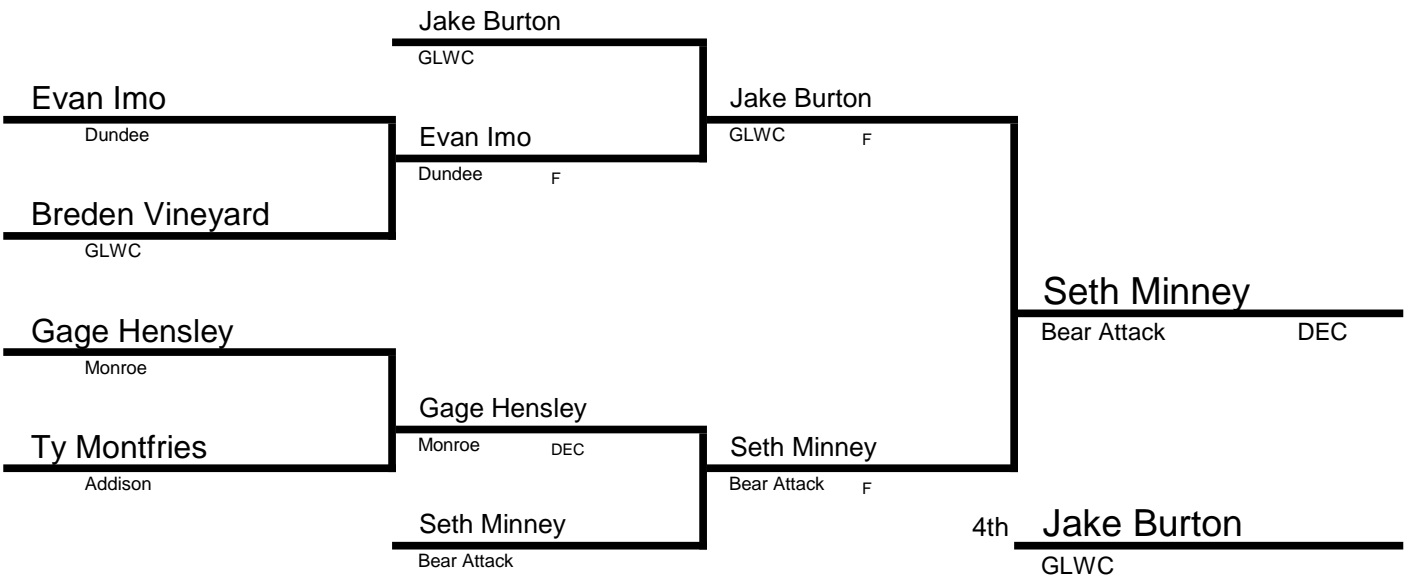 Jake Burton
GLWC
Evan Imo
Dundee
Jake Burton
GLWC F
Evan Imo
Dundee F
Breden Vineyard
GLWC
Seth Minney
Bear Attack DEC
Gage Hensley
Monroe
Gage Hensley
Monroe DEC
Ty Montfries
Addison
Seth Minney
Bear Attack F
Seth Minney
Bear Attack
4th Jake Burton
GLWC